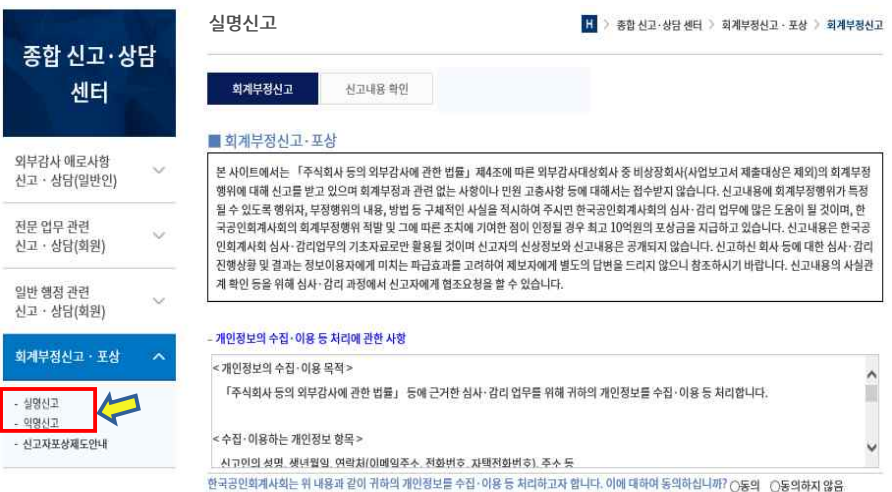 실명신고
H > 종합 신고·상담 센터 > 회계부정신고 · 포상 > 회계부정신고
종합 신고·상담
센터
외부감사 애로사항
신고 · 상담(일반인)
전문 업무 관련
신고 · 상담(회원)
일반 행정 관련
신고 · 상담(회원)
회계부정신고 · 포상
- 실명신고
- 익명신고
- 신고자포상제도안내
회계부정신고
신고내용 확인
■ 회계부정신고·포상
본 사이트에서는 「주식회사 등의 외부감사에 관한 법률」 제4조에 따른 외부감사대상회사 중 비상장회사(사업보고서 제출대상은 제외)의 회계부정
행위에 대해 신고를 받고 있으며 회계부정과 관련 없는 사항이나 민원 고충사항 등에 대해서는 접수받지 않습니다. 신고내용에 회계부정행위가 특정
될 수 있도록 행위자, 부정행위의 내용, 방법 등 구체적인 사실을 적시하여 주시면 한국공인회계사회의 심사·감리 업무에 많은 도움이 될 것이며, 한
국공인회계사회의 회계부정행위 적발 및 그에 따른 조치에 기여한 점이 인정될 경우 최고 10억원의 포상금을 지급하고 있습니다. 신고내용은 한국공
인회계사회 심사·감리업무의 기초자료로만 활용될 것이며 신고자의 신상정보와 신고내용은 공개되지 않습니다. 신고하신 회사 등에 대한 심사·감리
진행상황 및 결과는 정보이용자에게 미치는 파급효과를 고려하여 제보자에게 별도의 답변을 드리지 않으니 참조하시기 바랍니다. 신고내용의 사실관
계 확인 등을 위해 심사·감리 과정에서 신고자에게 협조요청을 할 수 있습니다.
- 개인정보의 수집·이용 등 처리에 관한 사항
< 개인정보의 수집·이용 목적 >
「주식회사 등의 외부감사에 관한 법률」 등에 근거한 심사·감리 업무를 위해 귀하의 개인정보를 수집·이용 등 처리합니다.
< 수집·이용하는 개인정보 항목 >
신고인의 성명, 생년월일, 연락처(이메일주소, 전화번호, 자택전화번호), 주소 등
한국공인회계사회는 위 내용과 같이 귀하의 개인정보를 수집·이용 등 처리하고자 합니다. 이에 대하여 동의하십니까? ○동의 ○동의하지 않음